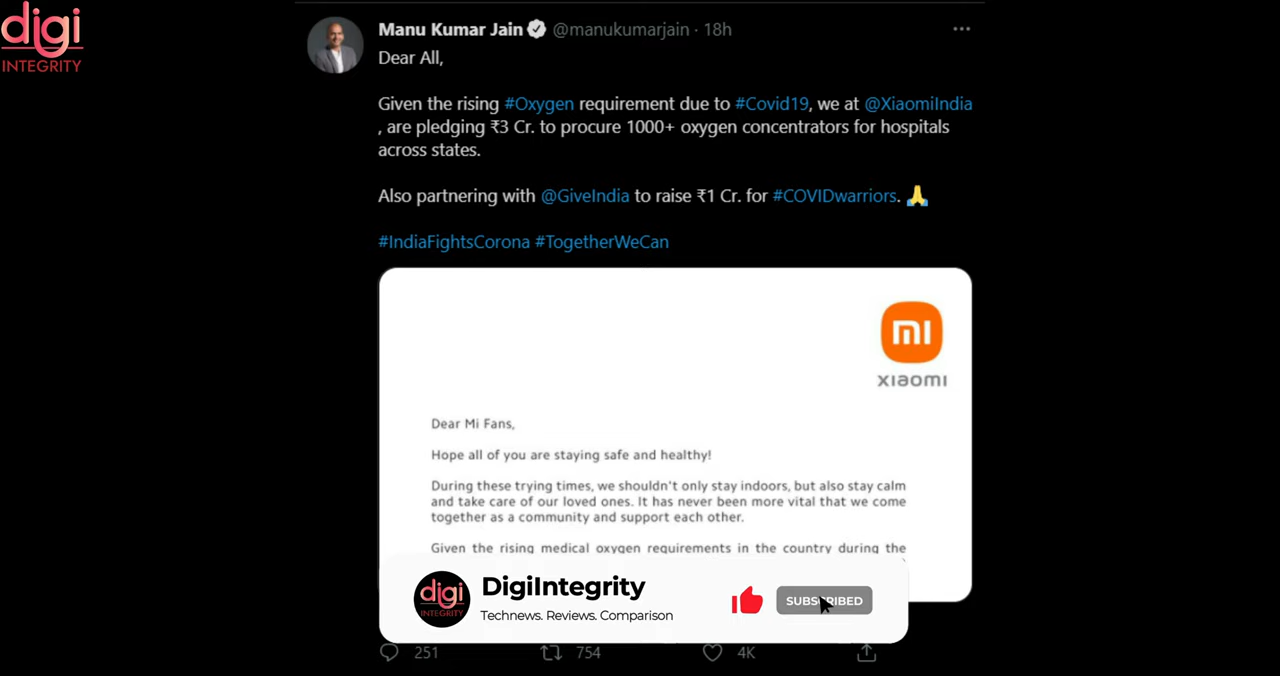 digi
INTEGRITY
Manu Kumar Jain @manukumarjain · 18h
Dear All,
Given the rising #Oxygen requirement due to #Covid19, we at @XiaomiIndia
, are pledging ₹3 Cr. to procure 1000+ oxygen concentrators for hospitals
across states.
Also partnering with @GiveIndia to raise ₹1 Cr. for #COVIDwarriors. 🙏
#IndiaFightsCorona #TogetherWeCan
mi
xiaomi
Dear Mi Fans,
Hope all of you are staying safe and healthy!
During these trying times, we shouldn't only stay indoors, but also stay calm
and take care of our loved ones. It has never been more vital that we come
together as a community and support each other.
Given the rising medical oxygen requirements in the country during the
digi
INTEGRITY
DigiIntegrity
Technews. Reviews. Comparison
SUBSCRIBED
251 754 4K